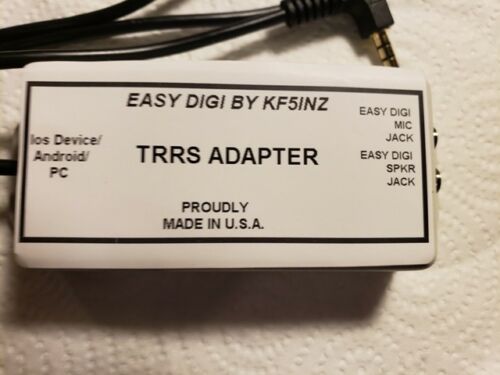 EASY DIGI BY KF5INZ
Ios Device/
Android/
PC
TRRS ADAPTER
EASY DIGI
MIC
JACK
EASY DIGI
SPKR
JACK
PROUDLY
MADE IN U.S.A.